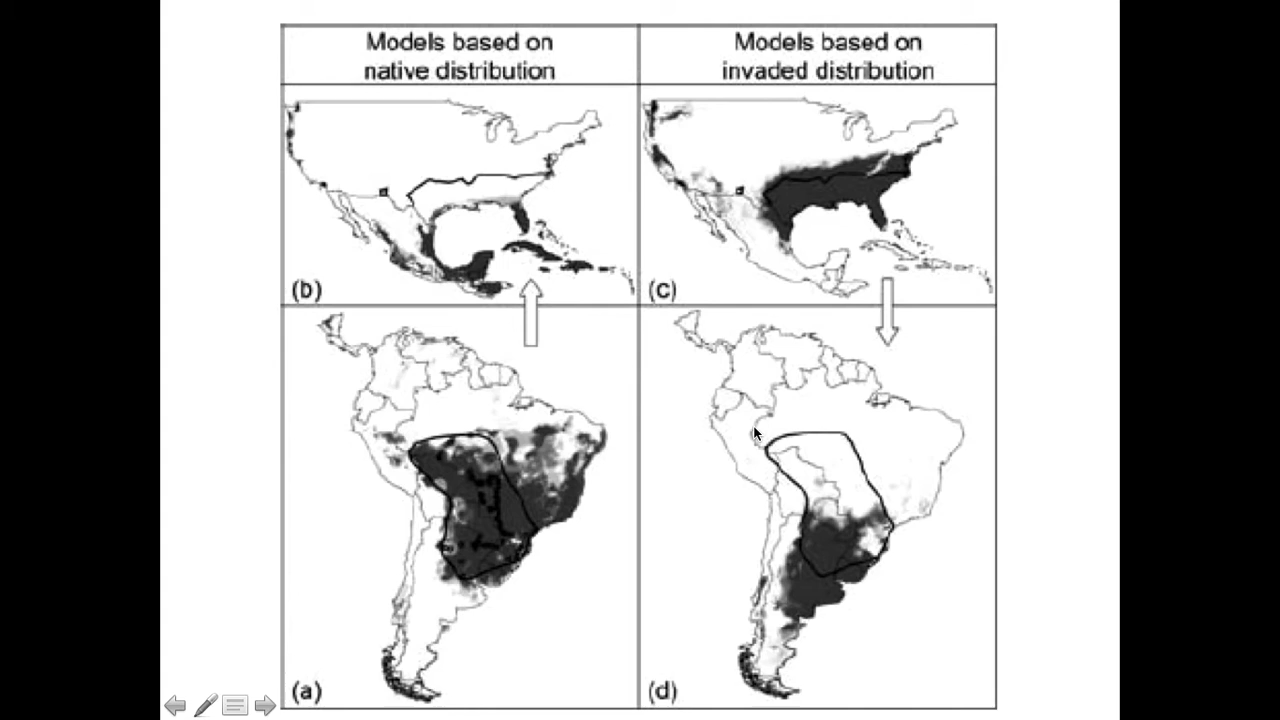 Models based on
native distribution
Models based on
invaded distribution
(b)
(c)
(a)
(d)